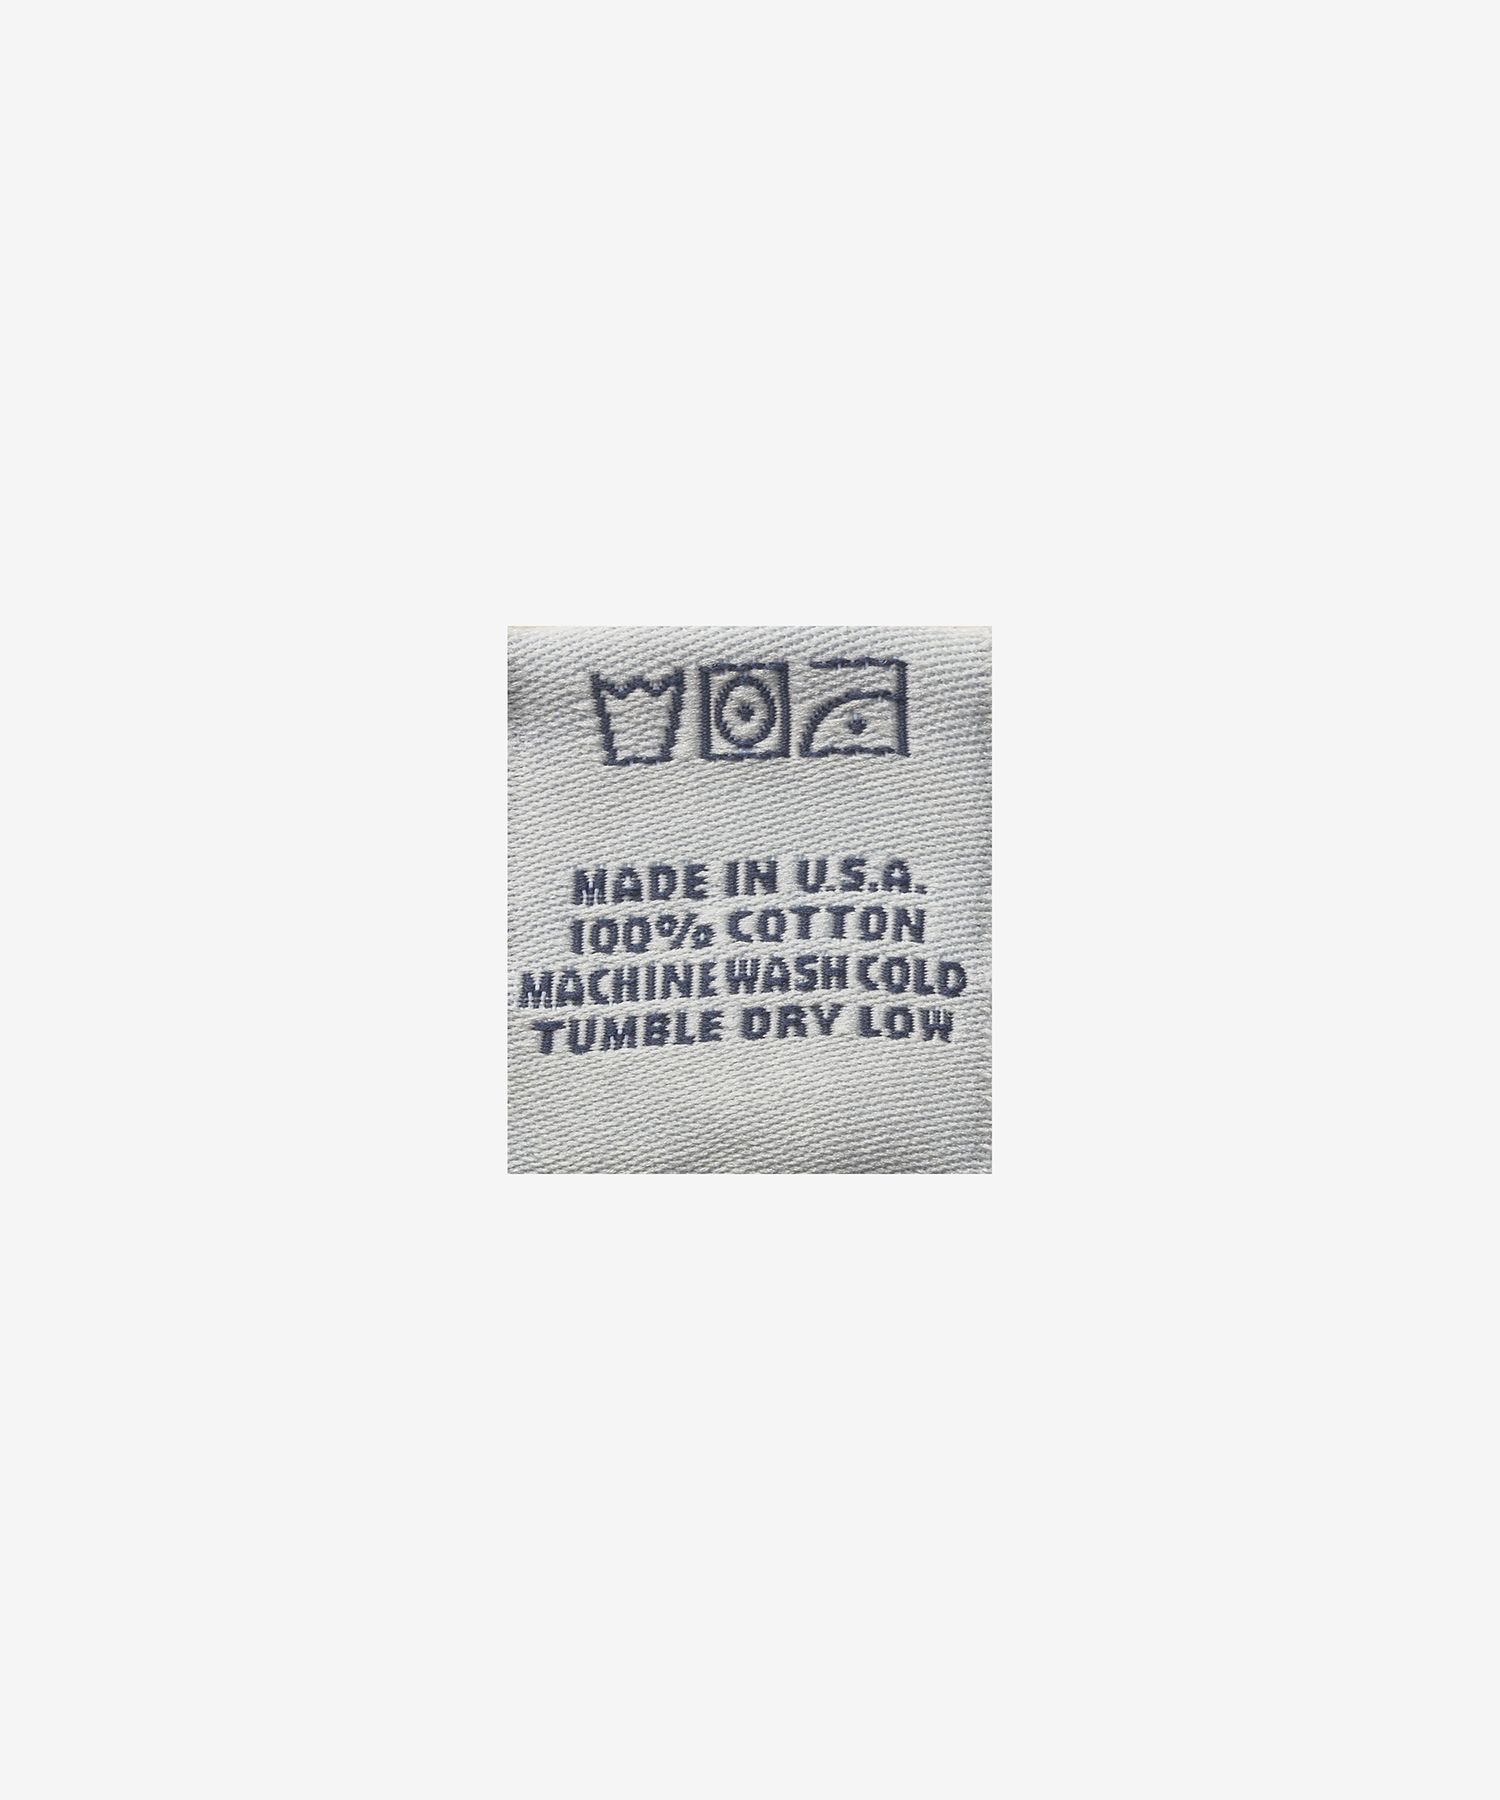 MADE IN U.S.A.
100% COTTON
MACHINE WASH COLD
TUMBLE DRY LOW